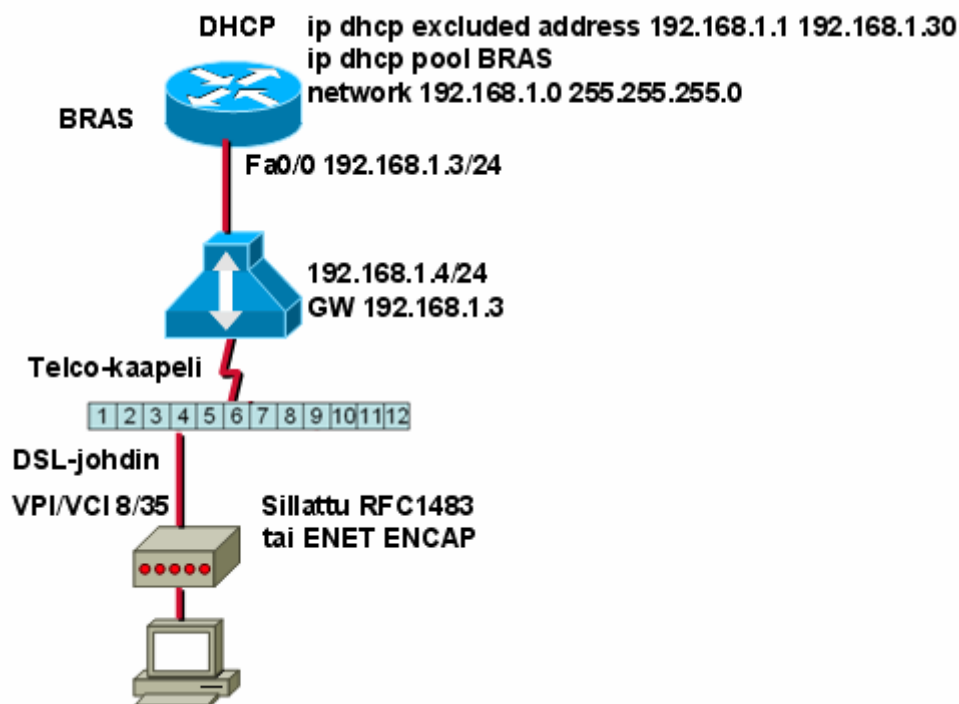 DHCP ip dhcp excluded address 192.168.1.1 192.168.1.30
ip dhcp pool BRAS
network 192.168.1.0 255.255.255.0
BRAS
Fa0/0 192.168.1.3/24
192.168.1.4/24
GW 192.168.1.3
Telco-kaapeli
1 2 3 4 5 6 7 8 9 10 11 12
DSL-johdin
VPI/VCI 8/35
Sillattu RFC1483
tai ENET ENCAP